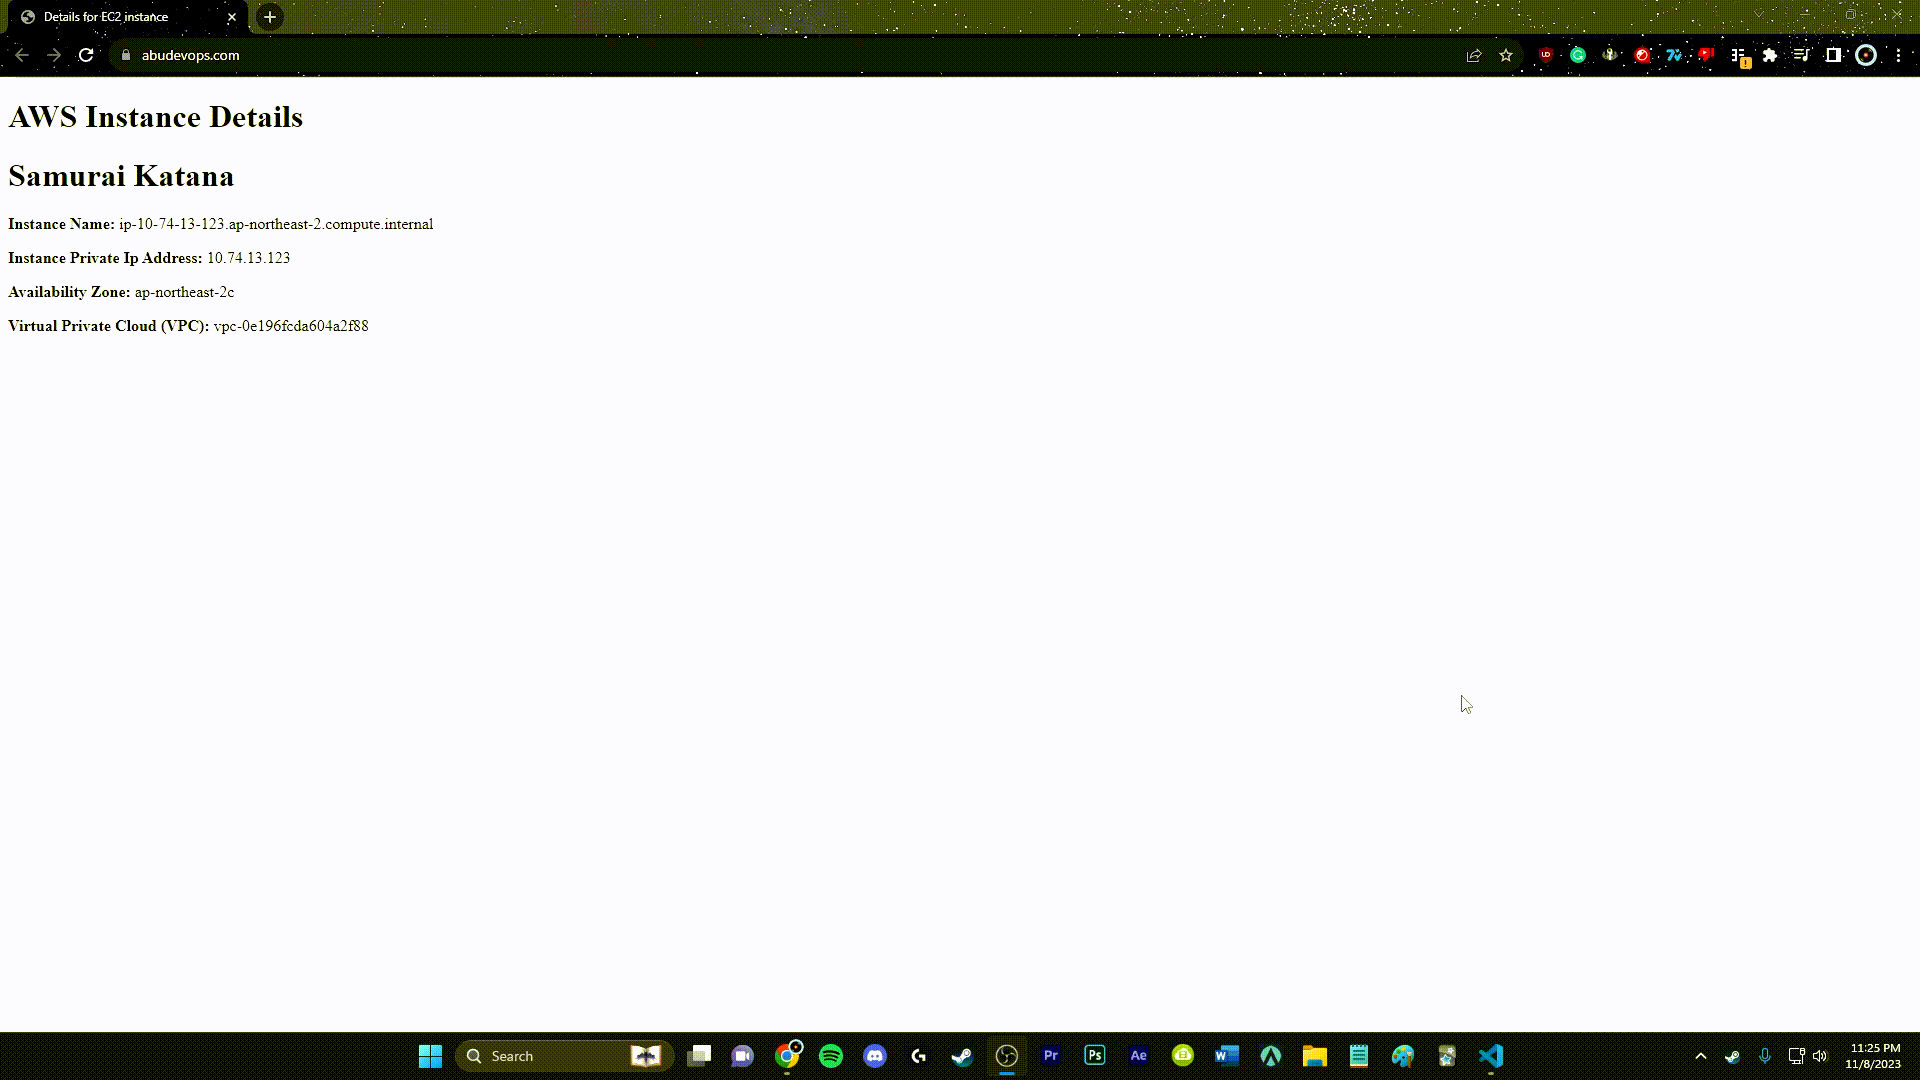 Details for EC2 instance
abudevops.com
AWS Instance Details
Samurai Katana
Instance Name: ip-10-74-13-123.ap-northeast-2.compute.internal
Instance Private Ip Address: 10.74.13.123
Availability Zone: ap-northeast-2c
Virtual Private Cloud (VPC): vpc-0e196fcda604a2f88
Search
Pr
Ps
Ae
W
11:25 PM
11/8/2023